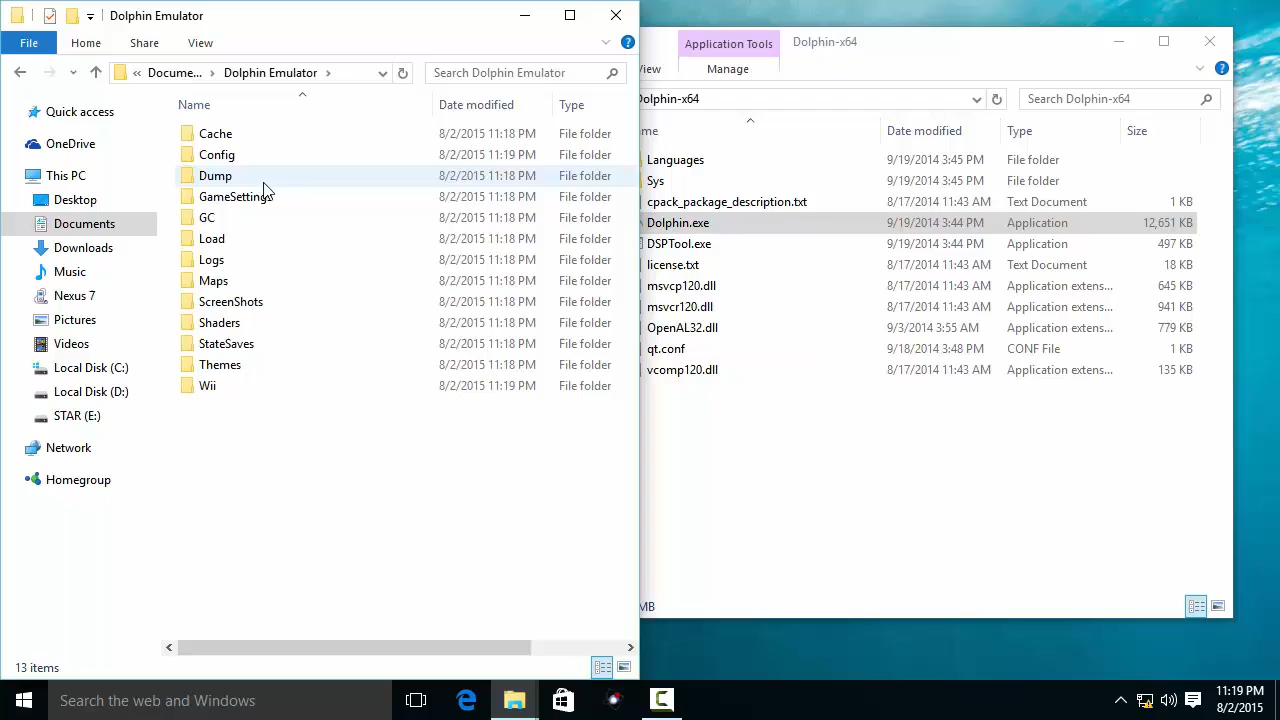 Dolphin Emulator
File Home Share View
« Docume... › Dolphin Emulator › Search Dolphin Emulator
Name Date modified Type
Quick access
OneDrive
This PC
Desktop
Documents
Downloads
Music
Nexus 7
Pictures
Videos
Local Disk (C:)
Local Disk (D:)
STAR (E:)
Network
Homegroup
Cache 8/2/2015 11:18 PM File folder
Config 8/2/2015 11:19 PM File folder
Dump 8/2/2015 11:18 PM File folder
GameSettings 8/2/2015 11:18 PM File folder
GC 8/2/2015 11:18 PM File folder
Load 8/2/2015 11:18 PM File folder
Logs 8/2/2015 11:18 PM File folder
Maps 8/2/2015 11:18 PM File folder
ScreenShots 8/2/2015 11:18 PM File folder
Shaders 8/2/2015 11:18 PM File folder
StateSaves 8/2/2015 11:18 PM File folder
Themes 8/2/2015 11:18 PM File folder
Wii 8/2/2015 11:19 PM File folder
13 items
Application Tools Dolphin-x64
View Manage
Dolphin-x64 Search Dolphin-x64
me Date modified Type Size
Languages 9/19/2014 3:45 PM File folder
Sys 9/19/2014 3:45 PM File folder
cpack_package_description.txt 8/17/2014 11:43 AM Text Document 1 KB
Dolphin.exe 9/19/2014 3:44 PM Application 12,651 KB
DSPTool.exe 9/19/2014 3:44 PM Application 497 KB
license.txt 8/17/2014 11:43 AM Text Document 18 KB
msvcp120.dll 8/17/2014 11:43 AM Application extens... 645 KB
msvcr120.dll 8/17/2014 11:43 AM Application extens... 941 KB
OpenAL32.dll 9/3/2014 3:55 AM Application extens... 779 KB
qt.conf 9/18/2014 3:48 PM CONF File 1 KB
vcomp120.dll 8/17/2014 11:43 AM Application extens... 135 KB
MB
Search the web and Windows
11:19 PM
8/2/2015